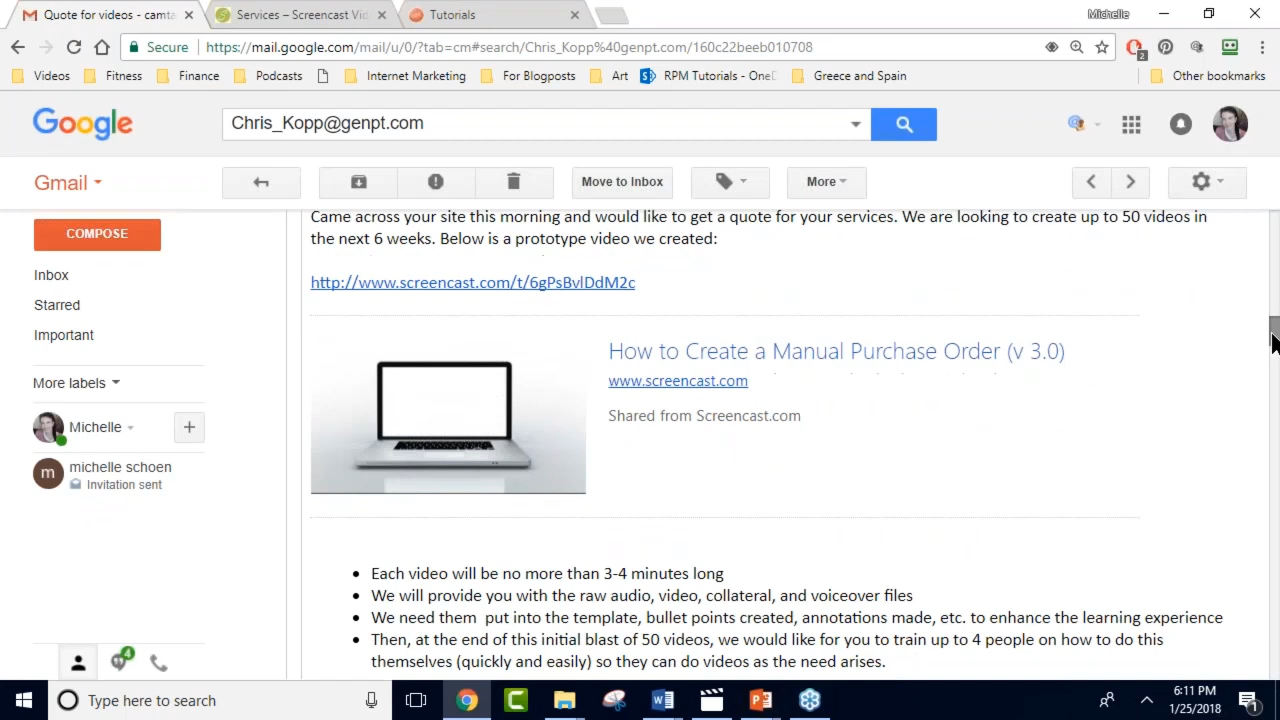 Quote for videos - camta
Services – Screencast Vid
Tutorials
Michelle
Secure
https://mail.google.com/mail/u/0/?tab=cm#search/Chris_Kopp%40genpt.com/160c22beeb010708
2
Videos
Fitness
Finance
Podcasts
Internet Marketing
For Blogposts
Art
RPM Tutorials - OneD
Greece and Spain
Other bookmarks
Google
Chris_Kopp@genpt.com
Gmail
Move to Inbox
More
COMPOSE
Inbox
Starred
Important
More labels
Michelle
michelle schoen
Invitation sent
m
4
Came across your site this morning and would like to get a quote for your services. We are looking to create up to 50 videos in
the next 6 weeks. Below is a prototype video we created:
http://www.screencast.com/t/6gPsBvlDdM2c
How to Create a Manual Purchase Order (v 3.0)
www.screencast.com
Shared from Screencast.com
• Each video will be no more than 3-4 minutes long
• We will provide you with the raw audio, video, collateral, and voiceover files
• We need them put into the template, bullet points created, annotations made, etc. to enhance the learning experience
• Then, at the end of this initial blast of 50 videos, we would like for you to train up to 4 people on how to do this
themselves (quickly and easily) so they can do videos as the need arises.
Type here to search
6:11 PM
1/25/2018
1